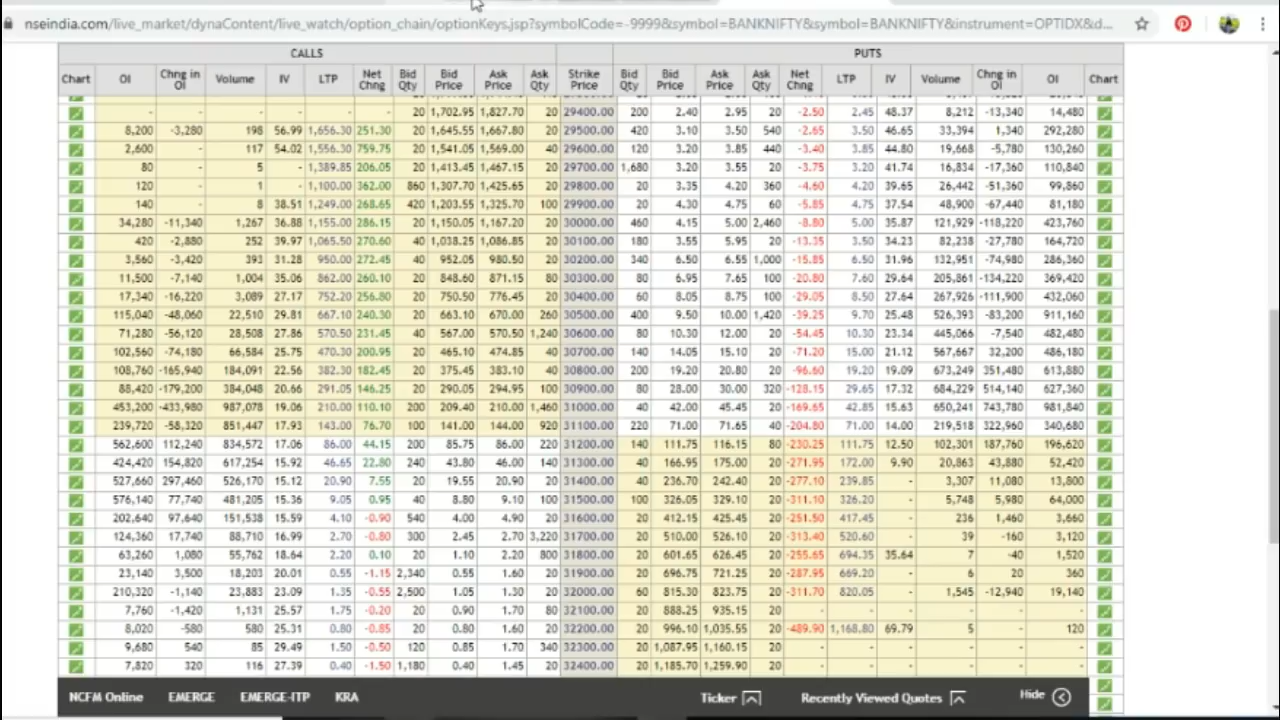 nseindia.com/live_market/dynaContent/live_watch/option_chain/optionKeys.jsp?symbolCode=-9999&symbol=BANKNIFTY&symbol=BANKNIFTY&instrument=OPTIDX&d...
CALLS PUTS
Chart OI Chng in OI Volume IV LTP Net Chng Bid Qty Bid Price Ask Price Ask Qty Strike Price Bid Qty Bid Price Ask Price Ask Qty Net Chng LTP IV Volume Chng in OI OI Chart
- - - - - - 20 1,702.95 1,827.70 20 29400.00 200 2.40 2.95 20 -2.50 2.45 48.37 8,212 -13,340 14,480
8,200 -3,280 198 56.99 1,656.30 251.30 20 1,645.55 1,667.80 20 29500.00 420 3.10 3.50 540 -2.65 3.50 46.65 33,394 1,340 292,280
2,600 - 117 54.02 1,556.30 759.75 20 1,541.05 1,569.00 40 29600.00 120 3.20 3.85 440 -3.40 3.85 44.80 19,668 -5,780 130,260
80 - 5 - 1,389.85 206.05 20 1,413.45 1,467.15 20 29700.00 1,680 3.20 3.55 20 -3.75 3.20 41.74 16,834 -17,360 110,840
120 - 1 - 1,100.00 362.00 860 1,307.70 1,425.65 20 29800.00 20 3.35 4.20 360 -4.60 4.20 39.65 26,442 -51,360 99,860
140 - 8 38.51 1,249.00 268.65 420 1,203.55 1,325.70 100 29900.00 20 4.30 4.75 60 -5.85 4.75 37.54 48,900 -67,440 81,180
34,280 -11,340 1,267 36.88 1,155.00 286.15 20 1,150.05 1,167.20 20 30000.00 460 4.15 5.00 2,460 -8.80 5.00 35.87 121,929 -118,220 423,760
420 -2,880 252 39.97 1,065.50 270.60 40 1,038.25 1,086.85 20 30100.00 180 3.55 5.95 20 -13.35 3.50 34.23 82,238 -27,780 164,720
3,560 -3,420 393 31.28 950.00 272.45 40 952.05 980.50 20 30200.00 340 6.50 6.55 1,000 -15.85 6.50 31.96 132,951 -74,980 286,360
11,500 -7,140 1,004 35.06 862.00 260.10 20 848.60 871.15 80 30300.00 80 6.95 7.65 100 -20.80 7.60 29.64 205,861 -134,220 369,420
17,340 -16,220 3,089 27.17 752.20 256.80 20 750.50 776.45 20 30400.00 60 8.05 8.75 100 -29.05 8.50 27.64 267,926 -111,900 432,060
115,040 -48,060 22,510 29.81 667.10 240.30 20 663.10 670.00 260 30500.00 400 9.50 10.00 1,420 -39.25 9.70 25.48 526,393 -83,200 911,160
71,280 -56,120 28,508 27.86 570.50 231.45 40 567.00 570.50 1,240 30600.00 80 10.30 12.00 20 -54.45 10.30 23.34 445,066 -7,540 482,480
102,560 -74,180 66,584 25.75 470.30 200.95 20 465.10 474.85 40 30700.00 140 14.05 15.10 20 -71.20 15.00 21.12 567,667 32,200 486,180
108,760 -165,940 184,091 22.56 382.30 182.45 20 375.45 383.10 40 30800.00 200 19.20 20.80 20 -96.60 19.20 19.09 673,249 351,480 613,880
88,420 -179,200 384,048 20.66 291.05 146.25 20 290.05 294.95 100 30900.00 80 28.00 30.00 320 -128.15 29.65 17.32 684,229 514,140 627,360
453,200 -433,980 987,078 19.06 210.00 110.10 200 209.40 210.00 1,460 31000.00 40 42.00 45.45 20 -169.65 42.85 15.63 650,241 743,780 981,840
239,720 -58,320 851,447 17.93 143.00 76.70 100 141.00 144.00 920 31100.00 220 71.00 71.65 40 -204.80 71.00 14.00 219,518 322,960 340,680
562,600 112,240 834,572 17.06 86.00 44.15 200 85.75 86.00 220 31200.00 140 111.75 116.15 80 -230.25 111.75 12.50 102,301 187,760 196,620
424,420 154,820 617,254 15.92 46.65 22.80 240 43.80 46.00 140 31300.00 40 166.95 175.00 20 -271.95 172.00 9.90 20,863 43,880 52,420
527,660 297,460 526,170 15.12 20.90 7.55 20 19.55 20.90 20 31400.00 40 236.70 242.40 20 -277.10 239.85 - 3,307 11,080 13,800
576,140 77,740 481,205 15.36 9.05 0.95 40 8.80 9.10 100 31500.00 100 326.05 329.10 20 -311.10 326.20 - 5,748 5,980 64,000
202,640 97,640 151,538 15.59 4.10 -0.90 540 4.00 4.90 20 31600.00 20 412.15 425.45 20 -251.50 417.45 - 236 1,460 3,660
124,360 17,740 88,710 16.99 2.70 -0.80 300 2.45 2.70 3,220 31700.00 20 510.00 526.10 20 -313.40 520.60 - 39 -160 3,120
63,260 1,080 55,762 18.64 2.20 0.10 20 1.10 2.20 800 31800.00 20 601.65 626.45 20 -255.65 694.35 35.64 7 -40 1,520
23,140 3,500 18,203 20.01 0.55 -1.15 2,340 0.55 1.60 20 31900.00 20 696.75 721.25 20 -287.95 669.20 - 6 20 360
210,320 -1,140 23,883 23.09 1.35 -0.55 2,500 1.05 1.30 20 32000.00 60 815.30 823.75 20 -311.70 820.05 - 1,545 -12,940 19,140
7,760 -1,420 1,131 25.57 1.75 -0.20 20 0.90 1.70 80 32100.00 20 888.25 935.15 20 - - - - - -
8,020 -580 580 25.31 0.80 -0.85 20 0.80 1.60 20 32200.00 20 996.10 1,035.55 20 -489.90 1,168.80 69.79 5 - 120
9,680 540 85 29.49 1.50 -0.50 120 0.85 1.70 340 32300.00 20 1,087.95 1,160.15 20 - - - - - -
7,820 320 116 27.39 0.40 -1.50 1,180 0.40 1.45 20 32400.00 20 1,185.70 1,259.90 20 - - - - - -
NCFM Online EMERGE EMERGE-ITP KRA Ticker Recently Viewed Quotes Hide